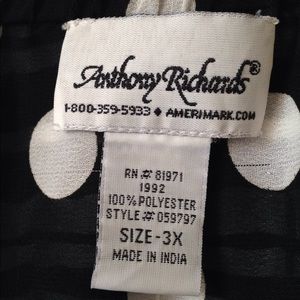 Anthony Richards®
1-800-359-5933 ♦ AMERIMARK.COM
RN # 81971
1992
100% POLYESTER
STYLE# 059797
SIZE-3X
MADE IN INDIA